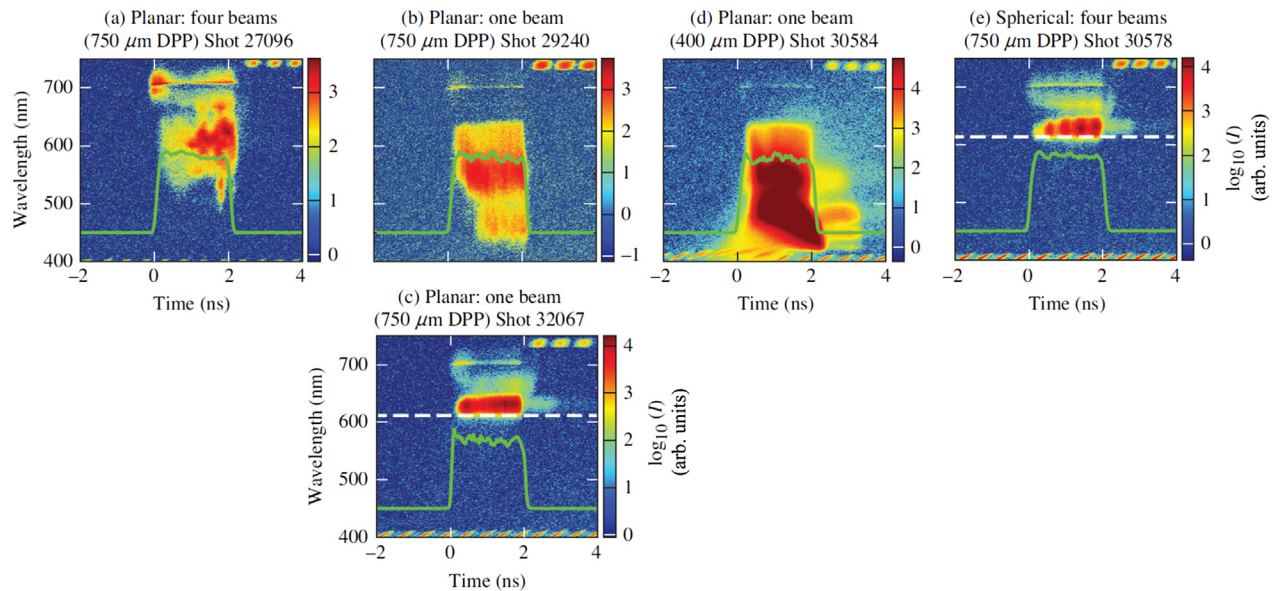 (a) Planar: four beams
(750 μm DPP) Shot 27096
(b) Planar: one beam
(750 μm DPP) Shot 29240
(d) Planar: one beam
(400 μm DPP) Shot 30584
(e) Spherical: four beams
(750 μm DPP) Shot 30578
Wavelength (nm)
700
600
500
400
−2
0
2
4
Time (ns)
3
2
1
0
−2
0
2
4
Time (ns)
3
2
1
0
−1
−2
0
2
4
Time (ns)
4
3
2
1
0
−2
0
2
4
Time (ns)
4
3
2
1
0
log10 (I)
(arb. units)
(c) Planar: one beam
(750 μm DPP) Shot 32067
Wavelength (nm)
700
600
500
400
−2
0
2
4
Time (ns)
4
3
2
1
0
log10 (I)
(arb. units)